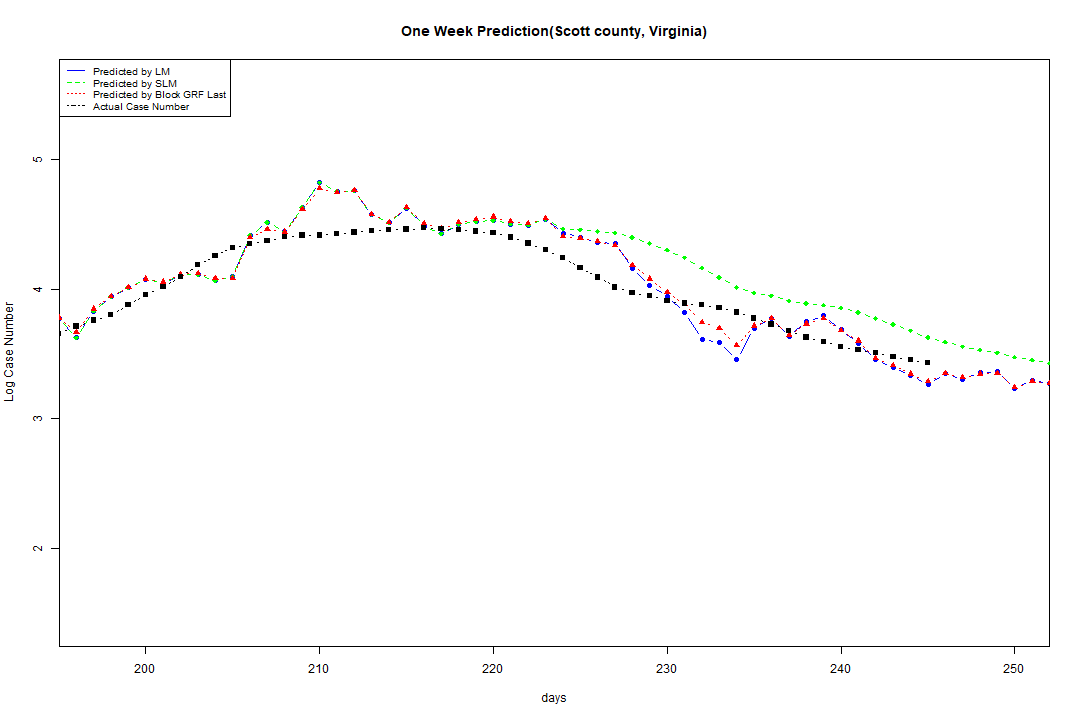 One Week Prediction(Scott county, Virginia)
Predicted by LM
Predicted by SLM
Predicted by Block GRF Last
Actual Case Number
Log Case Number
5
4
3
2
200 210 220 230 240 250
days